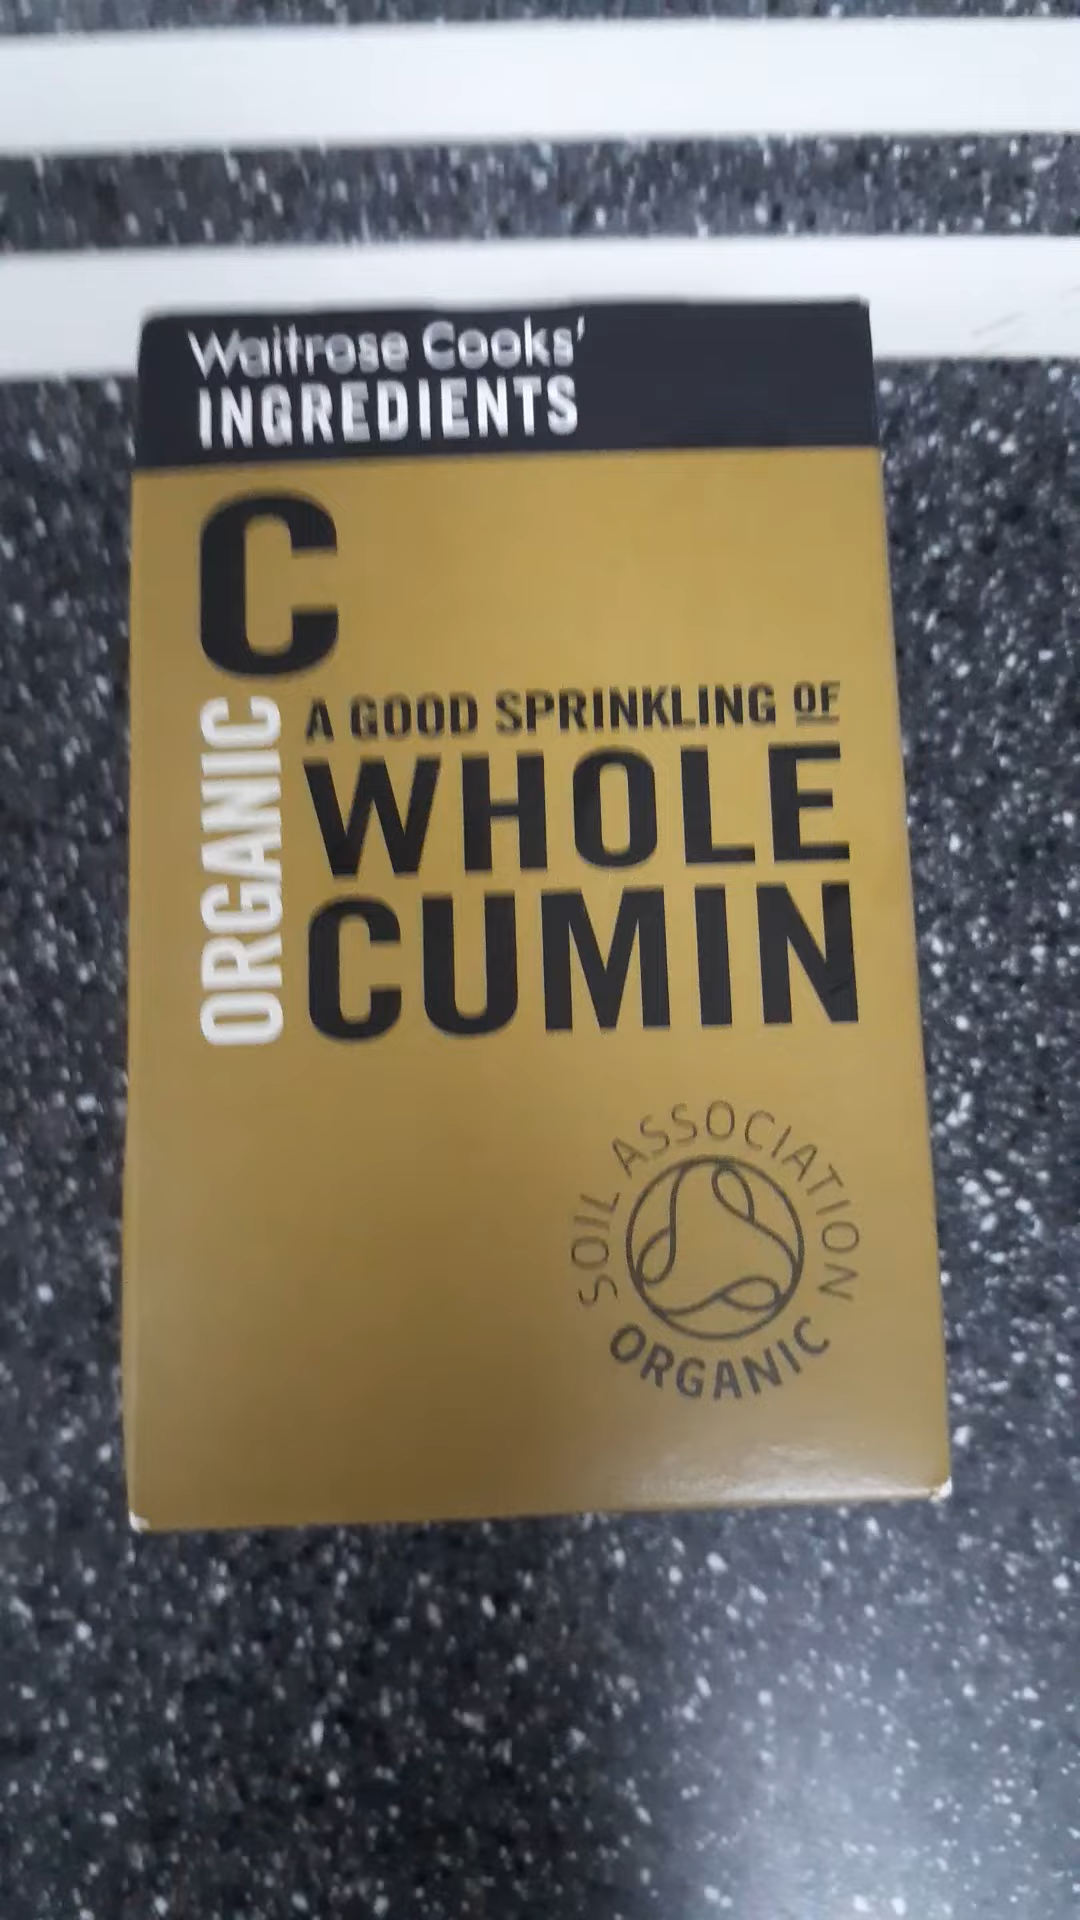 Waitrose Cooks'
INGREDIENTS
C
ORGANIC
A GOOD SPRINKLING OF
WHOLE
CUMIN
SOIL ASSOCIATION
ORGANIC